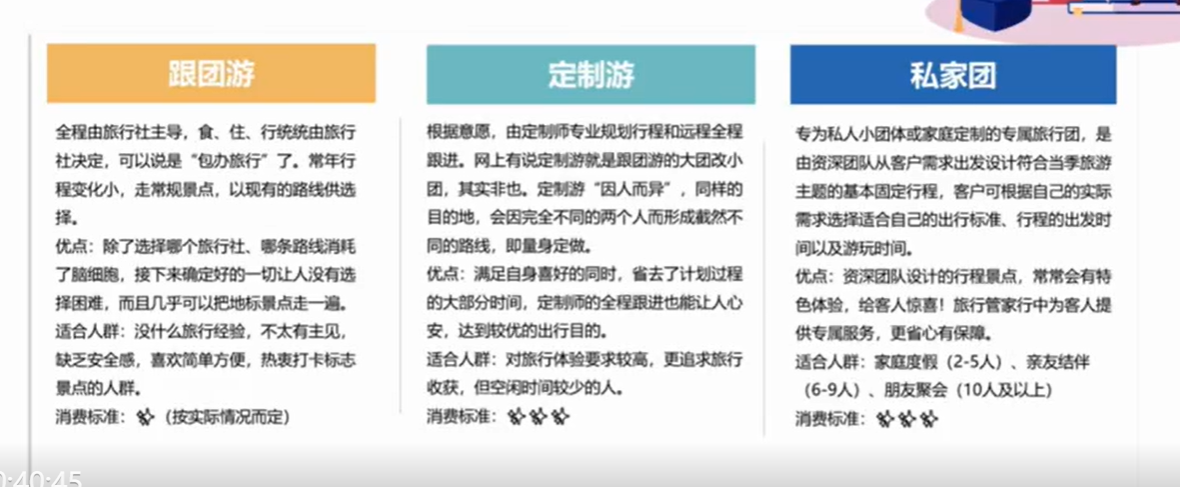 跟团游
全程由旅行社主导，食、住、行统统由旅行
社决定，可以说是“包办旅行”了。常年行
程变化小，走常规景点，以现有的路线供选
择。
优点：除了选择哪个旅行社、哪条路线消耗
了脑细胞，接下来确定好的一切让人没有选
择困难，而且几乎可以把地标景点走一遍。
适合人群：没什么旅行经验，不太有主见，
缺乏安全感，喜欢简单方便，热衷打卡标志
景点的人群。
消费标准：（按实际情况而定）
定制游
根据意愿，由定制师专业规划行程和远程全程
跟进。网上有说定制游就是跟团游的大团改小
团，其实非也。定制游“因人而异”，同样的
目的地，会因完全不同的两个人而形成截然不
同的路线，即量身定做。
优点：满足自身喜好的同时，省去了计划过程
的大部分时间，定制师的全程跟进也能让人心
安，达到较优的出行目的。
适合人群：对旅行体验要求较高，更追求旅行
收获，但空闲时间较少的人。
消费标准：
私家团
专为私人小团体或家庭定制的专属旅行团，是
由资深团队从客户需求出发设计符合当季旅游
主题的基本固定行程，客户可根据自己的实际
需求选择适合自己的出行标准、行程的出发时
间以及游玩时间。
优点：资深团队设计的行程景点，常常会有特
色体验，给客人惊喜！旅行管家行中为客人提
供专属服务，更省心有保障。
适合人群：家庭度假（2-5人）、亲友结伴
（6-9人）、朋友聚会（10人及以上）
消费标准：
0:40:45